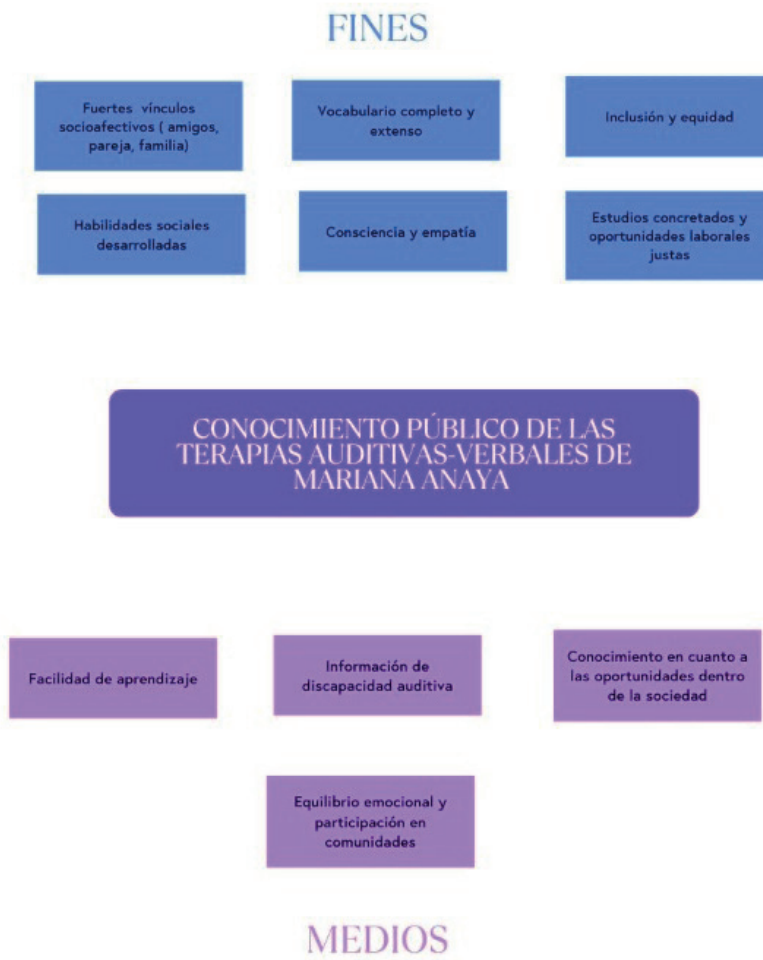 FINES
Fuertes vínculos
socioafectivos ( amigos,
pareja, familia)
Vocabulario completo y
extenso
Inclusión y equidad
Habilidades sociales
desarrolladas
Consciencia y empatía
Estudios concretados y
oportunidades laborales
justas
CONOCIMIENTO PÚBLICO DE LAS
TERAPIAS AUDITIVAS-VERBALES DE
MARIANA ANAYA
Facilidad de aprendizaje
Información de
discapacidad auditiva
Conocimiento en cuanto a
las oportunidades dentro
de la sociedad
Equilibrio emocional y
participación en
comunidades
MEDIOS